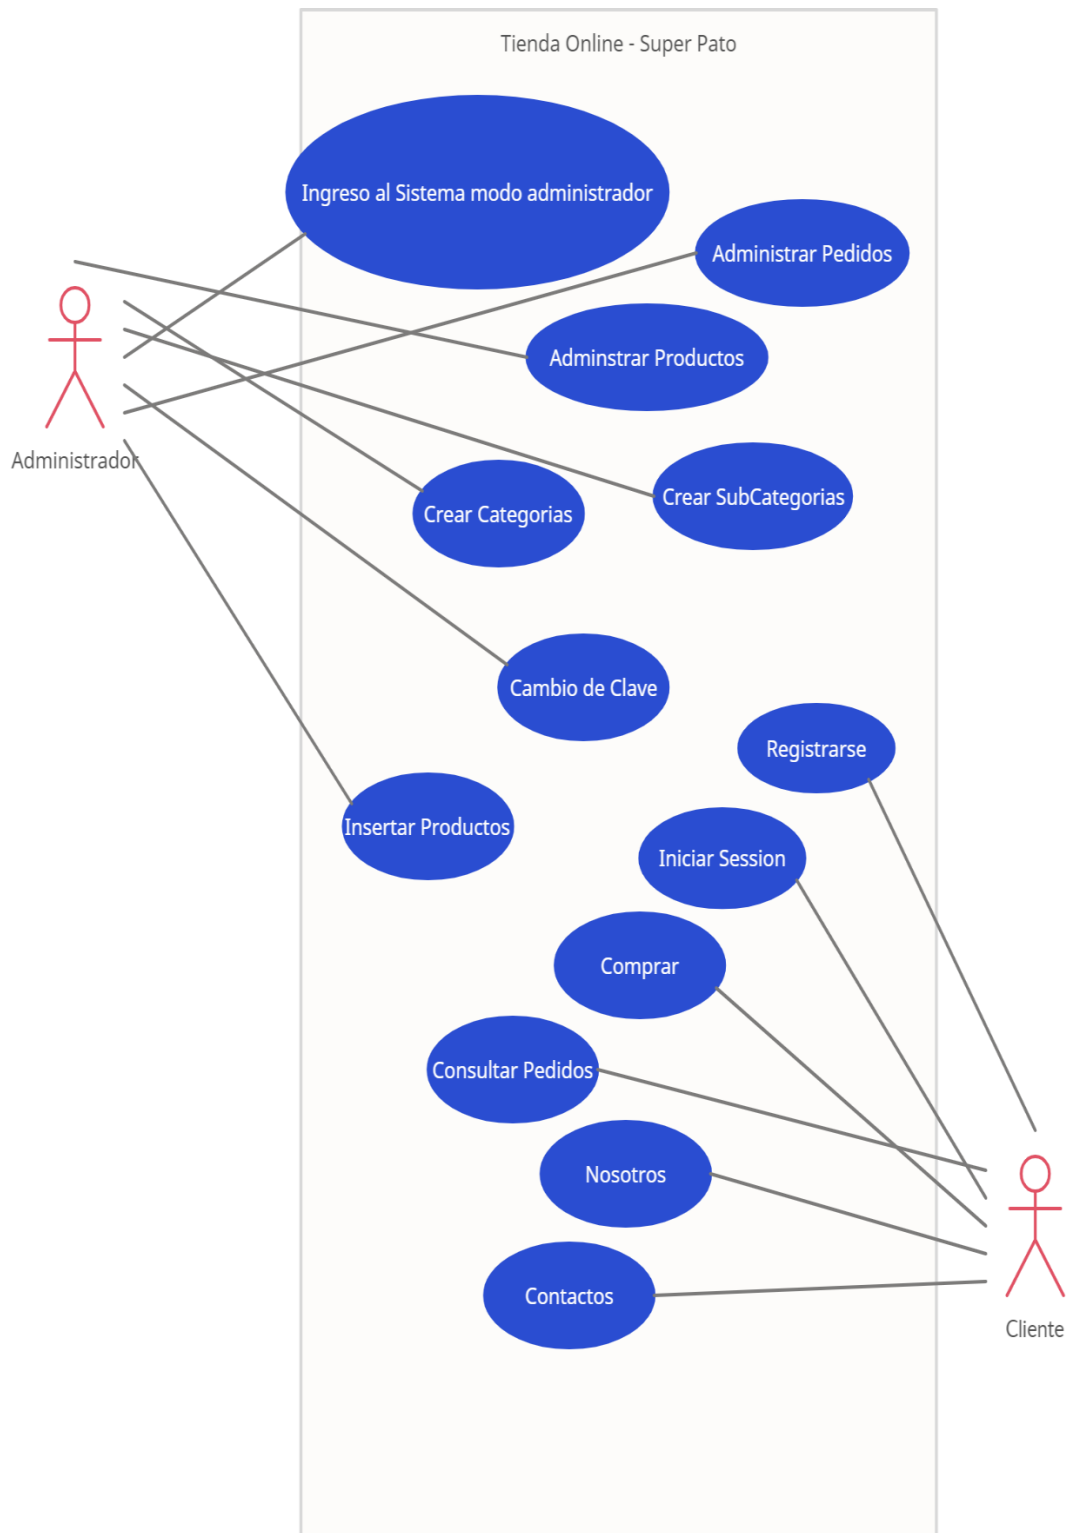 Tienda Online - Super Pato
Ingreso al Sistema modo administrador
Administrar Pedidos
Adminstrar Productos
Administrador
Crear SubCategorias
Crear Categorias
Cambio de Clave
Registrarse
Insertar Productos
Iniciar Session
Comprar
Consultar Pedidos
Nosotros
Contactos
Cliente